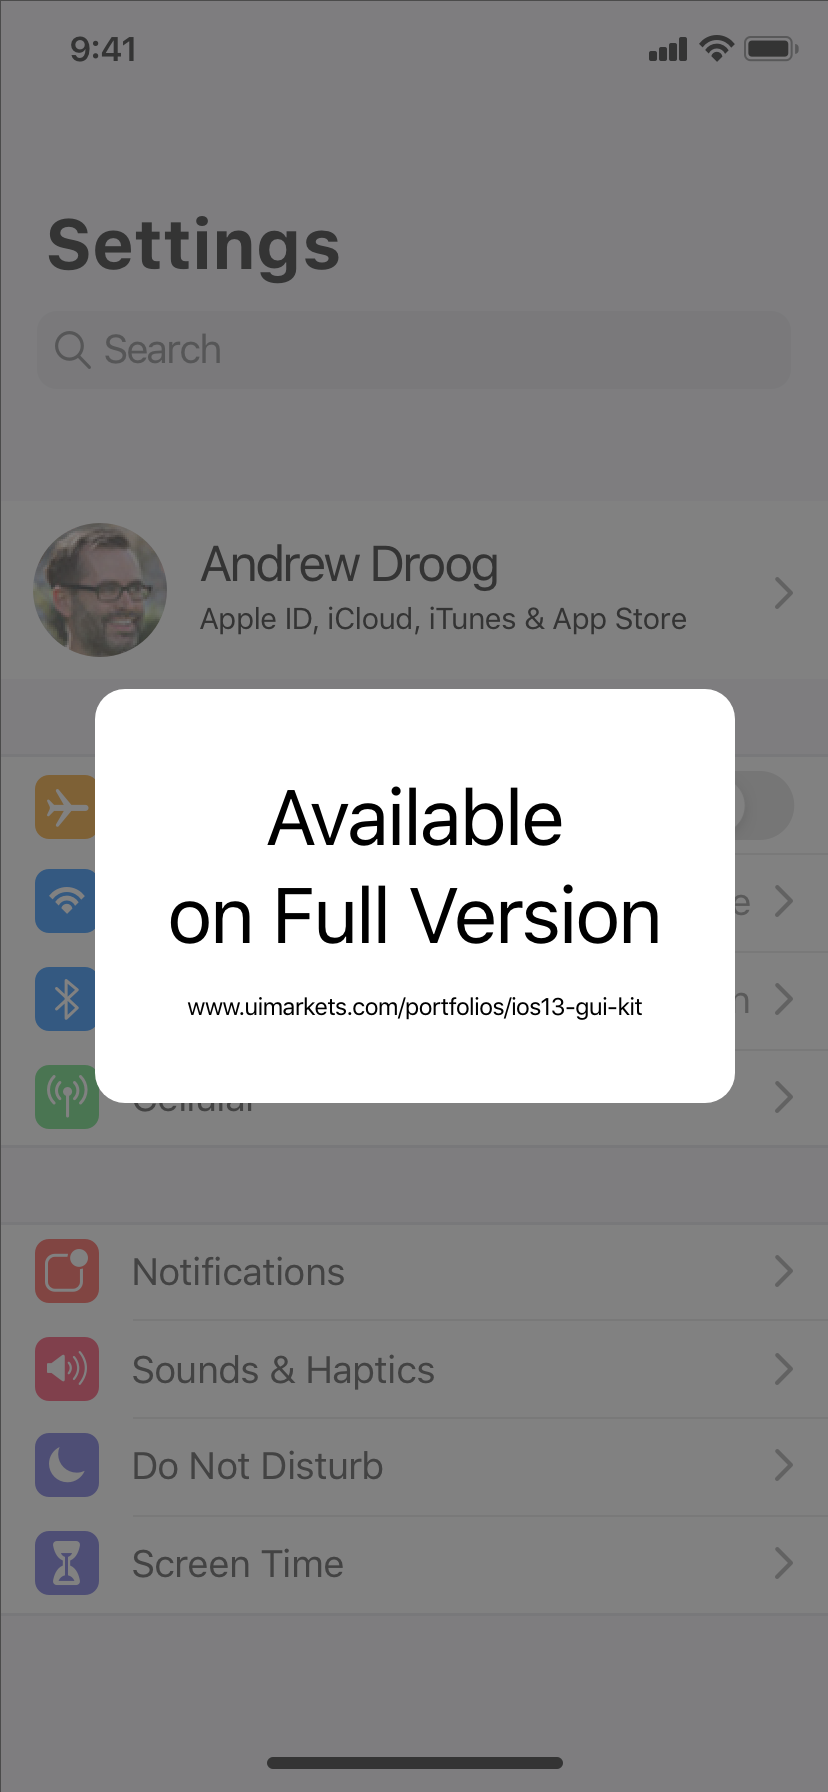 9:41
Settings
Search
Andrew Droog
Apple ID, iCloud, iTunes & App Store
Available
on Full Version
www.uimarkets.com/portfolios/ios13-gui-kit
Cellular
Notifications
Sounds & Haptics
Do Not Disturb
Screen Time